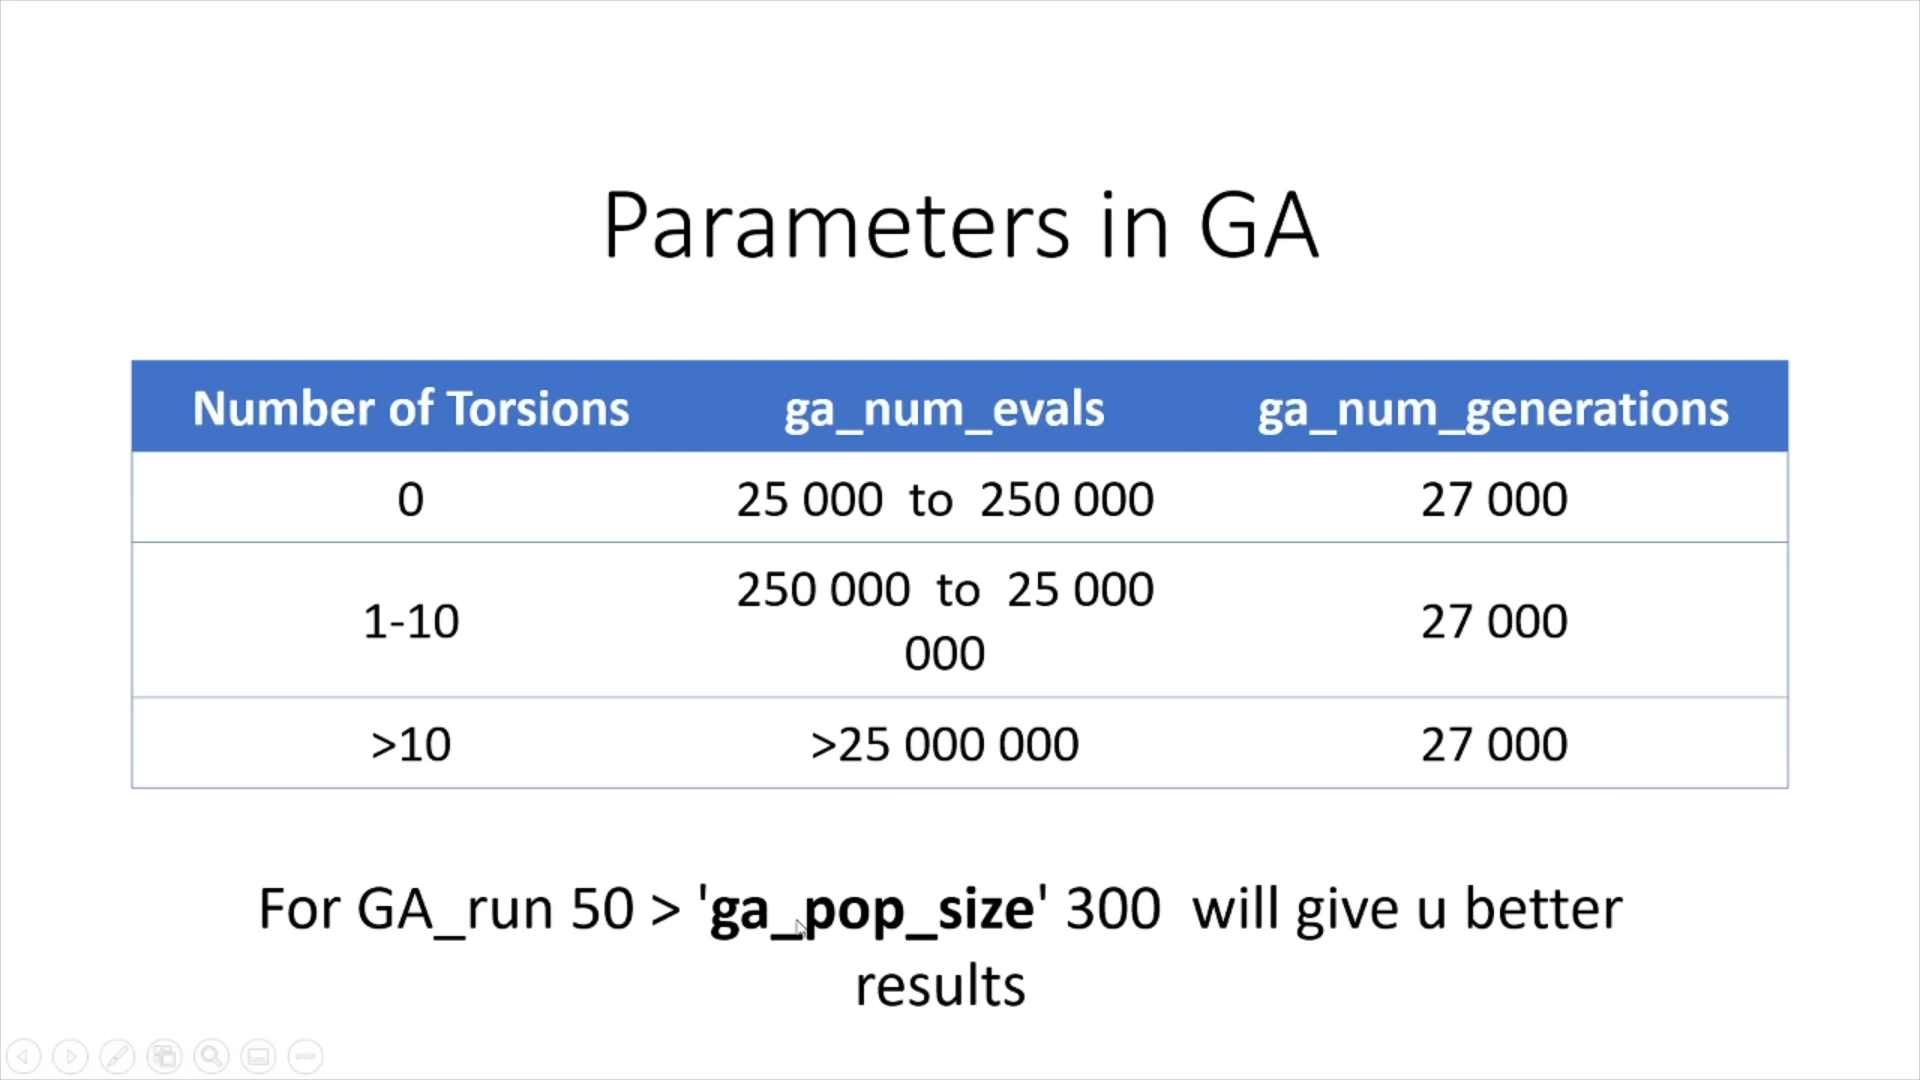 Parameters in GA
Number of Torsions ga_num_evals ga_num_generations
0 25 000 to 250 000 27 000
1-10 250 000 to 25 000 000 27 000
>10 >25 000 000 27 000
For GA_run 50 > 'ga_pop_size' 300 will give u better
results